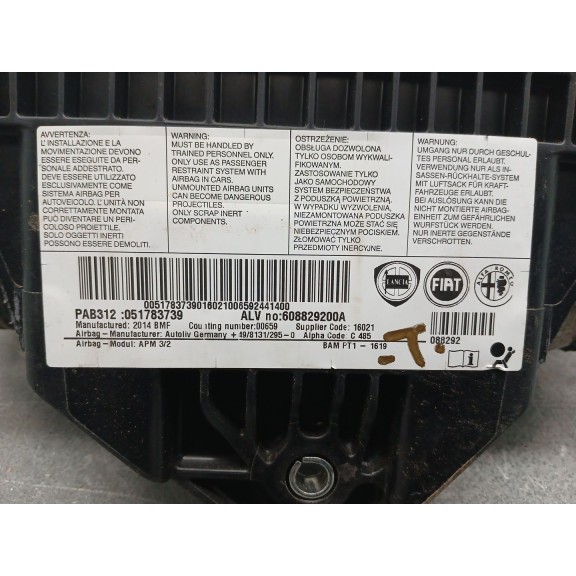 AVVERTENZA:
L' INSTALLAZIONE E LA
MOVIMENTAZIONE DEVONO
ESSERE ESEGUITE DA PER-
SONALE ADDESTRATO.
DEVE ESSERE UTILIZZATO
ESCLUSIVAMENTE COME
SISTEMA AIRBAG PER
AUTOVEICOLO. L'UNITÀ NON
CORRETTAMENTE MONTATA
PUÒ DIVENTARE UN PERI-
COLOSO PROIETTILE.
SOLO OGGETTI INERTI
POSSONO ESSERE DEMOLITI.
WARNING:
MUST BE HANDLED BY
TRAINED PERSONNEL ONLY.
ONLY USE AS PASSENGER
RESTRAINT SYSTEM WITH
AIRBAG IN CARS.
UNMOUNTED AIRBAG UNITS
CAN BECOME DANGEROUS
PROJECTILES.
ONLY SCRAP INERT
COMPONENTS.
OSTRZEŻENIE:
OBSŁUGA DOZWOLONA
TYLKO OSOBOM WYKWALI-
FIKOWANYM.
ZASTOSOWANIE TYLKO
JAKO SAMOCHODOWY
SYSTEM BEZPIECZEŃSTWA
Z PODUSZKĄ POWIETRZNĄ.
W WYPADKU WYZWOLENIA,
NIEZAMONTOWANA PODUSZKA
POWIETRZNA MOŻE STAĆ SIĘ
NIEBEZPIECZNYM POCISKIEM.
ZŁOMOWAĆ TYLKO
PRZEDMIOTY INERCYJNE.
WARNUNG:
UMGANG NUR DURCH GESCHUL-
TES PERSONAL ERLAUBT.
VERWENDUNG NUR ALS IN-
SASSEN-RÜCKHALTE-SYSTEM
MIT LUFTSACK FÜR KRAFT-
FAHRZEUGE ERLAUBT.
BEI AUSLÖSUNG KANN DIE
NICHT MONTIERTE AIRBAG-
EINHEIT ZUM GEFÄHRLICHEN
WURFGESCHOSS WERDEN.
NUR INERTE GEGENSTÄNDE
VERSCHROTTEN.
00517837390160210065924414​00
PAB312 :051783739 ALV no:608829200A
Manufactured: 2014 BMF Counting number:00659 Supplier Code: 16021
Airbag - Manufacturer: Autoliv Germany + 49/8131/295-0 Alpha Code: C 485
Airbag - Modul: APM 3/2 BAM PT1 - 1619
LANCIA
FIAT
ALFA ROMEO
088292